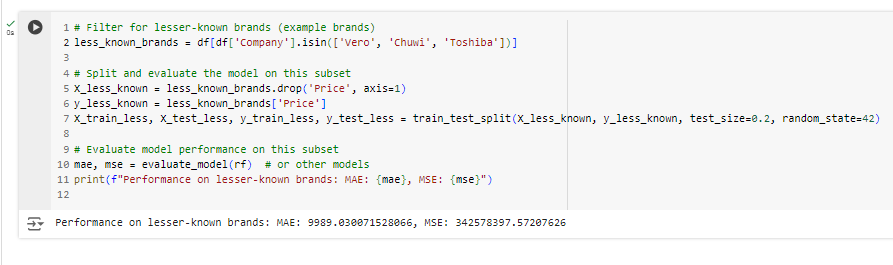 0s
1 # Filter for lesser-known brands (example brands)
2 less_known_brands = df[df['Company'].isin(['Vero', 'Chuwi', 'Toshiba'])]
3
4 # Split and evaluate the model on this subset
5 X_less_known = less_known_brands.drop('Price', axis=1)
6 y_less_known = less_known_brands['Price']
7 X_train_less, X_test_less, y_train_less, y_test_less = train_test_split(X_less_known, y_less_known, test_size=0.2, random_state=42)
8
9 # Evaluate model performance on this subset
10 mae, mse = evaluate_model(rf)  # or other models
11 print(f"Performance on lesser-known brands: MAE: {mae}, MSE: {mse}")
12
Performance on lesser-known brands: MAE: 9989.030071528066, MSE: 342578397.57207626